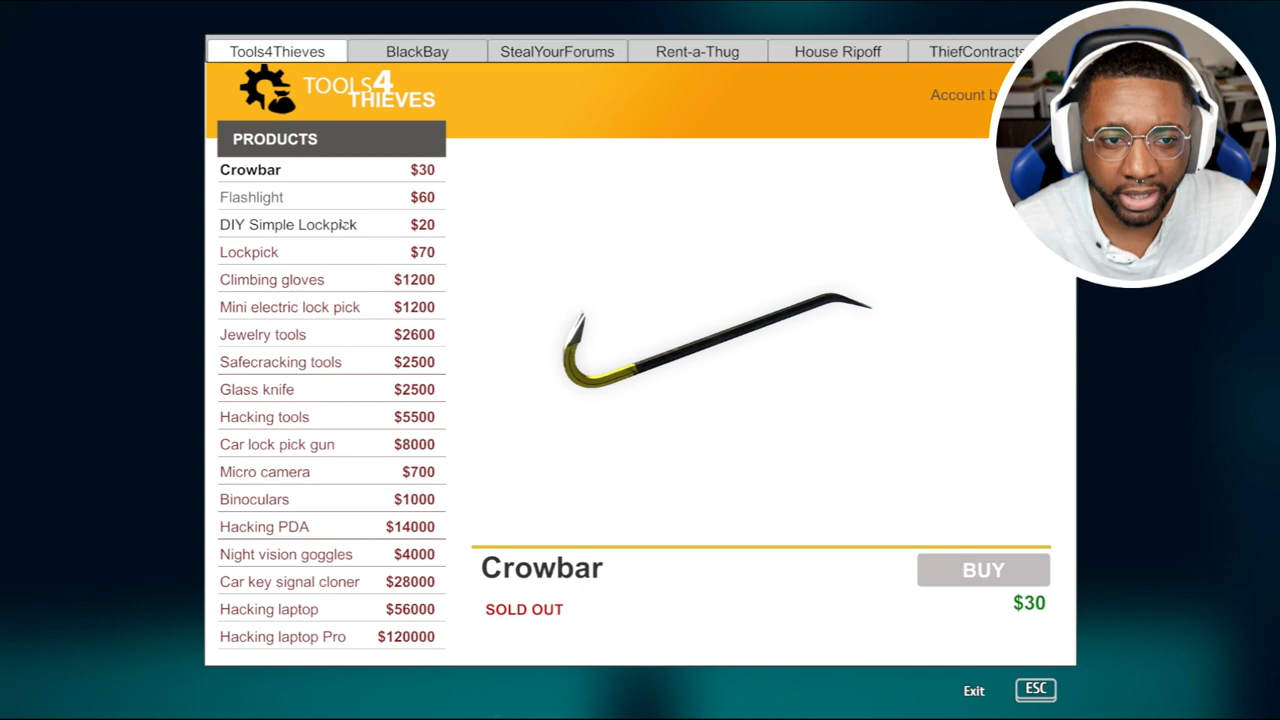 Tools4Thieves BlackBay StealYourForums Rent-a-Thug House Ripoff ThiefContracts
TOOLS4
THIEVES
Account b
PRODUCTS
Crowbar $30
Flashlight $60
DIY Simple Lockpick $20
Lockpick $70
Climbing gloves $1200
Mini electric lock pick $1200
Jewelry tools $2600
Safecracking tools $2500
Glass knife $2500
Hacking tools $5500
Car lock pick gun $8000
Micro camera $700
Binoculars $1000
Hacking PDA $14000
Night vision goggles $4000
Car key signal cloner $28000
Hacking laptop $56000
Hacking laptop Pro $120000
Crowbar
BUY
SOLD OUT
$30
Exit ESC